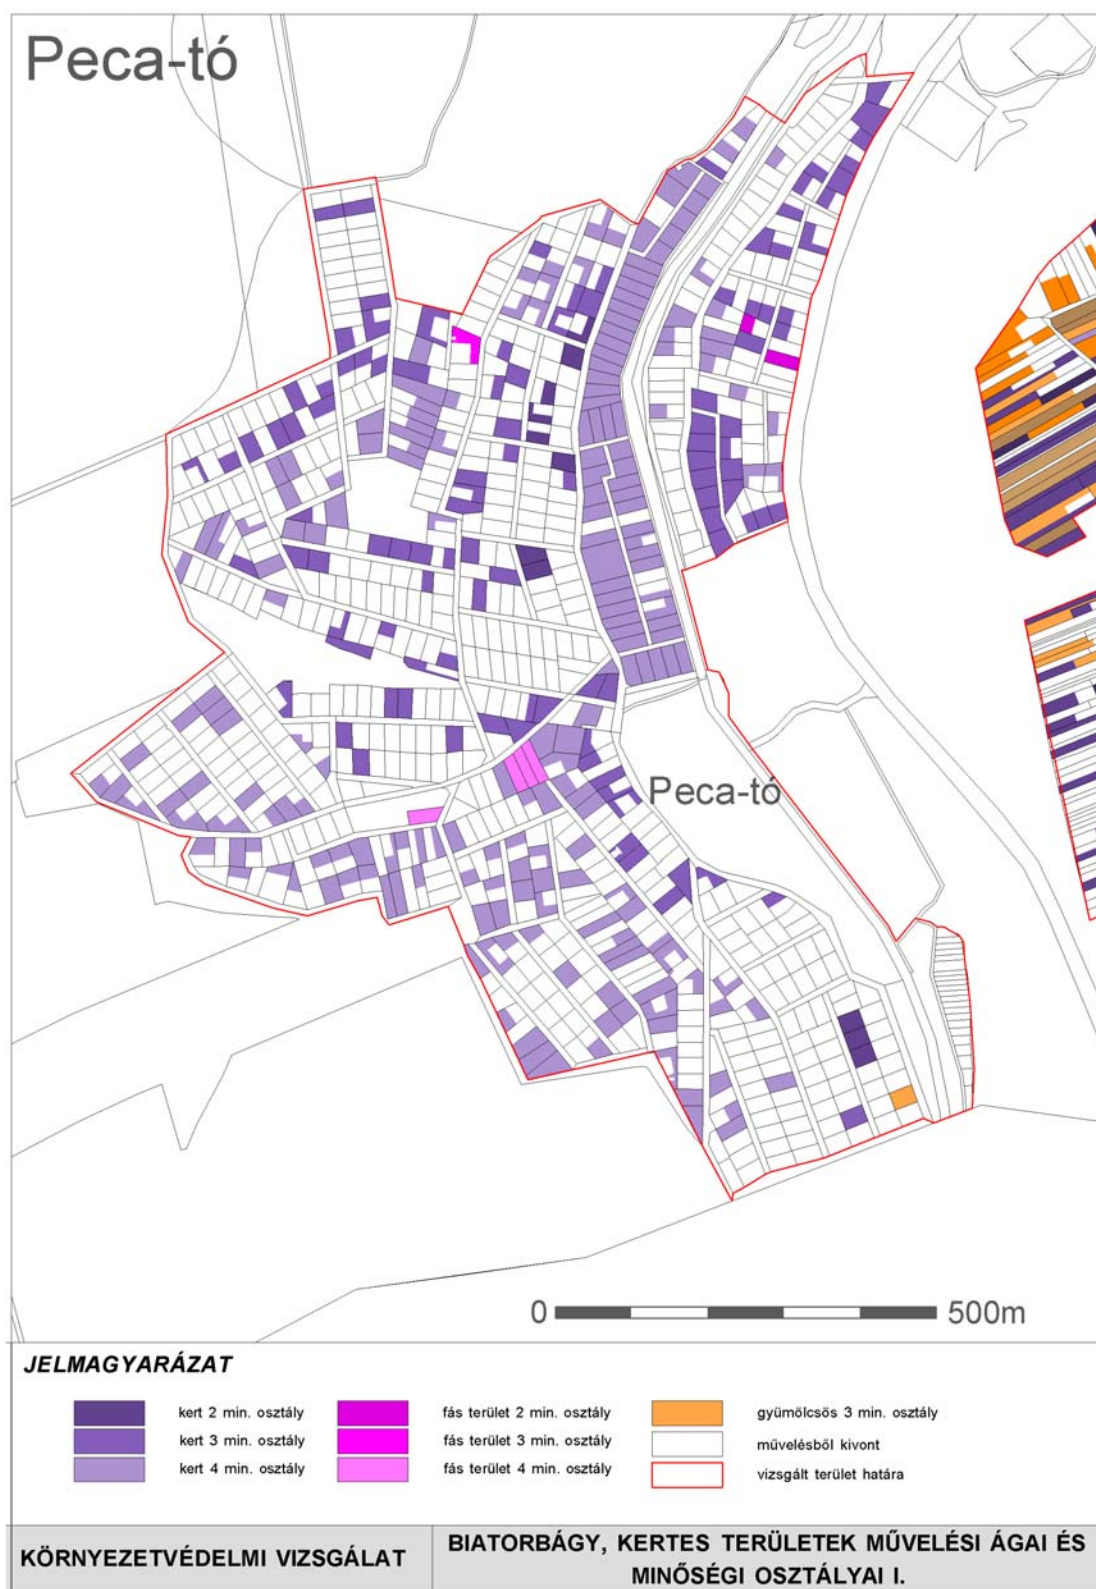 Peca-tó
Peca-tó
0 500m
JELMAGYARÁZAT
kert 2 min. osztály
kert 3 min. osztály
kert 4 min. osztály
fás terület 2 min. osztály
fás terület 3 min. osztály
fás terület 4 min. osztály
gyümölcsös 3 min. osztály
művelésből kivont
vizsgált terület határa
KÖRNYEZETVÉDELMI VIZSGÁLAT
BIATORBÁGY, KERTES TERÜLETEK MŰVELÉSI ÁGAI ÉS
MINŐSÉGI OSZTÁLYAI I.